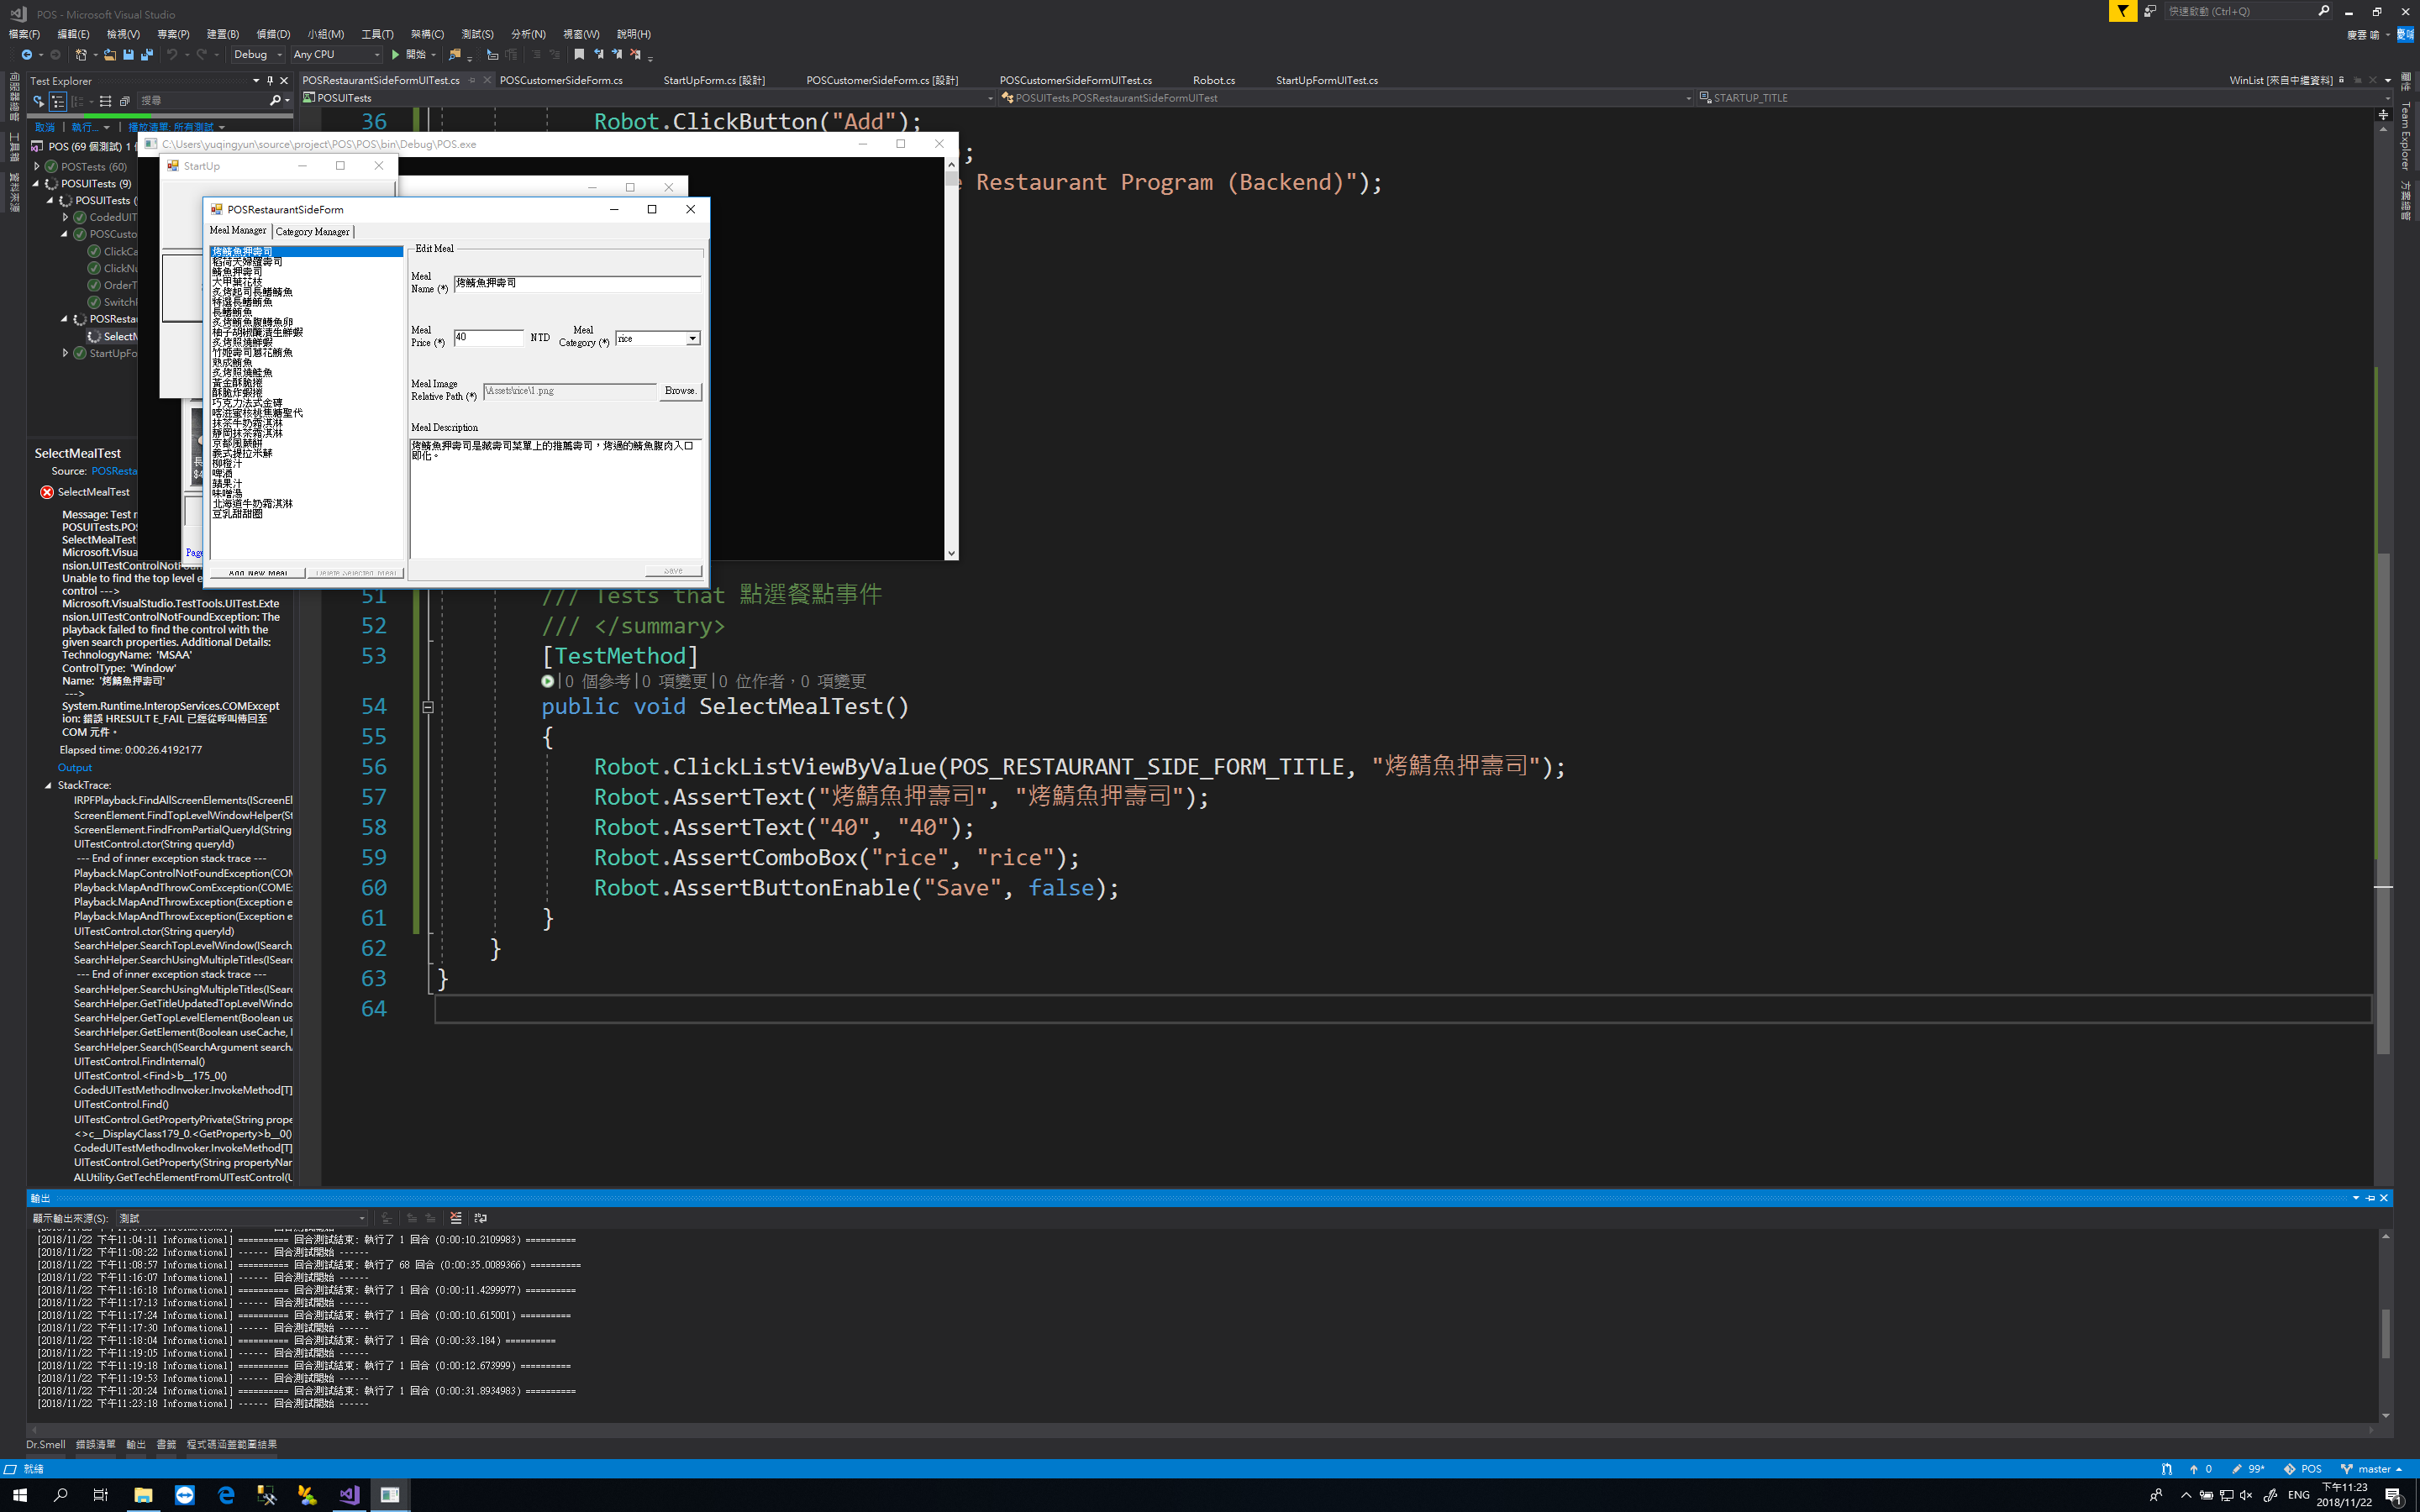 POS - Microsoft Visual Studio
快速啟動 (Ctrl+Q)
檔案(F) 編輯(E) 檢視(V) 專案(P) 建置(B) 偵錯(D) 小組(M) 工具(T) 架構(C) 測試(S) 分析(N) 視窗(W) 說明(H)
慶雲 喻
Debug Any CPU 開始
Test Explorer
POSRestaurantSideFormUITest.cs POSCustomerSideForm.cs StartUpForm.cs [設計] POSCustomerSideForm.cs [設計] POSCustomerSideFormUITest.cs Robot.cs StartUpFormUITest.cs WinList [來自中繼資料]
搜尋
POSUITests POSUITests.POSRestaurantSideFormUITest STARTUP_TITLE
Team Explorer
取消 執行... 播放清單: 所有測試
POS (69 個測試) 1
POSTests (60)
POSUITests (9)
POSUITests
CodedUIT
POSCusto
ClickCa
ClickNu
OrderT
Switch
POSResta
SelectM
StartUpFo
36 Robot.ClickButton("Add");
C:\Users\yuqingyun\source\project\POS\POS\bin\Debug\POS.exe
;
Restaurant Program (Backend)");
StartUp
POSRestaurantSideForm
Meal Manager Category Manager
烤鯖魚押壽司
稻荷天婦羅壽司
鯖魚押壽司
大甲葉花枝
炙烤起司長鰭鮪魚
特選長鰭鮪魚
長鰭鮪魚
炙烤鮪魚腹鱈魚卵
柚子胡椒醃漬生鮮蝦
炙烤照燒鮮蝦
竹姬壽司蔥花鮪魚
熟成鮪魚
炙烤照燒鮭魚
黃金酥脆捲
酥脆炸蝦捲
巧克力法式金磚
喀滋蜜核桃焦糖聖代
抹茶牛奶霜淇淋
靜岡抹茶霜淇淋
京都風蕨餅
義式提拉米蘇
柳橙汁
啤酒
蘋果汁
味噌湯
北海道牛奶霜淇淋
豆乳甜甜圈
Add New Meal Delete Selected Meal
Edit Meal
Meal Name (*) 烤鯖魚押壽司
Meal Price (*) 40 NTD Meal Category (*) rice
Meal Image Relative Path (*) \Assets\rice\1.png Browse.
Meal Description
烤鯖魚押壽司是藏壽司菜單上的推薦壽司，烤過的鯖魚腹肉入口
即化。
Save
長
$4
Page
SelectMealTest
Source: POSResta
SelectMealTest
Message: Test
POSUITests.POS
SelectMealTest
Microsoft.Visua
nsion.UITestControlNotFoun
Unable to find the top level
control --->
Microsoft.VisualStudio.TestTools.UITest.Exte
nsion.UITestControlNotFoundException: The
playback failed to find the control with the
given search properties. Additional Details:
TechnologyName: 'MSAA'
ControlType: 'Window'
Name: '烤鯖魚押壽司'
--->
System.Runtime.InteropServices.COMExcept
ion: 錯誤 HRESULT E_FAIL 已經從呼叫傳回至
COM 元件。
Elapsed time: 0:00:26.4192177
Output
StackTrace:
IRPFPlayback.FindAllScreenElements(IScreenEl
ScreenElement.FindTopLevelWindowHelper(St
ScreenElement.FindFromPartialQueryId(String
UITestControl.ctor(String queryId)
--- End of inner exception stack trace ---
Playback.MapControlNotFoundException(COM
Playback.MapAndThrowComException(COME
Playback.MapAndThrowException(Exception e
Playback.MapAndThrowException(Exception e
UITestControl.ctor(String queryId)
SearchHelper.SearchTopLevelWindow(ISearch
SearchHelper.SearchUsingMultipleTitles(ISearc
--- End of inner exception stack trace ---
SearchHelper.SearchUsingMultipleTitles(ISearc
SearchHelper.GetTitleUpdatedTopLevelWindo
SearchHelper.GetTopLevelElement(Boolean us
SearchHelper.GetElement(Boolean useCache, I
SearchHelper.Search(ISearchArgument search
UITestControl.FindInternal()
UITestControl.<Find>b__175_0()
CodedUITestMethodInvoker.InvokeMethod[T]
UITestControl.Find()
UITestControl.GetPropertyPrivate(String prope
<>c__DisplayClass179_0.<GetProperty>b__0()
CodedUITestMethodInvoker.InvokeMethod[T]
UITestControl.GetProperty(String propertyNar
ALUtility.GetTechElementFromUITestControl(U
51 /// Tests that 點選餐點事件
52 /// </summary>
53 [TestMethod]
0 個參考|0 項變更|0 位作者，0 項變更
54 public void SelectMealTest()
55 {
56 Robot.ClickListViewByValue(POS_RESTAURANT_SIDE_FORM_TITLE, "烤鯖魚押壽司");
57 Robot.AssertText("烤鯖魚押壽司", "烤鯖魚押壽司");
58 Robot.AssertText("40", "40");
59 Robot.AssertComboBox("rice", "rice");
60 Robot.AssertButtonEnable("Save", false);
61 }
62 }
63 }
64
輸出
顯示輸出來源(S): 測試
[2018/11/22 下午11:04:11 Informational] ========== 回合測試結束: 執行了 1 回合 (0:00:10.2109983) ==========
[2018/11/22 下午11:08:22 Informational] ------ 回合測試開始 ------
[2018/11/22 下午11:08:57 Informational] ========== 回合測試結束: 執行了 68 回合 (0:00:35.0089366) ==========
[2018/11/22 下午11:16:07 Informational] ------ 回合測試開始 ------
[2018/11/22 下午11:16:18 Informational] ========== 回合測試結束: 執行了 1 回合 (0:00:11.4299977) ==========
[2018/11/22 下午11:17:13 Informational] ------ 回合測試開始 ------
[2018/11/22 下午11:17:24 Informational] ========== 回合測試結束: 執行了 1 回合 (0:00:10.615001) ==========
[2018/11/22 下午11:17:30 Informational] ------ 回合測試開始 ------
[2018/11/22 下午11:18:04 Informational] ========== 回合測試結束: 執行了 1 回合 (0:00:33.184) ==========
[2018/11/22 下午11:19:05 Informational] ------ 回合測試開始 ------
[2018/11/22 下午11:19:18 Informational] ========== 回合測試結束: 執行了 1 回合 (0:00:12.673999) ==========
[2018/11/22 下午11:19:53 Informational] ------ 回合測試開始 ------
[2018/11/22 下午11:20:24 Informational] ========== 回合測試結束: 執行了 1 回合 (0:00:31.8934983) ==========
[2018/11/22 下午11:23:18 Informational] ------ 回合測試開始 ------
Dr.Smell 錯誤清單 輸出 書籤 程式碼涵蓋範圍結果
就緒 0 99* POS master
ENG 下午11:23
2018/11/22